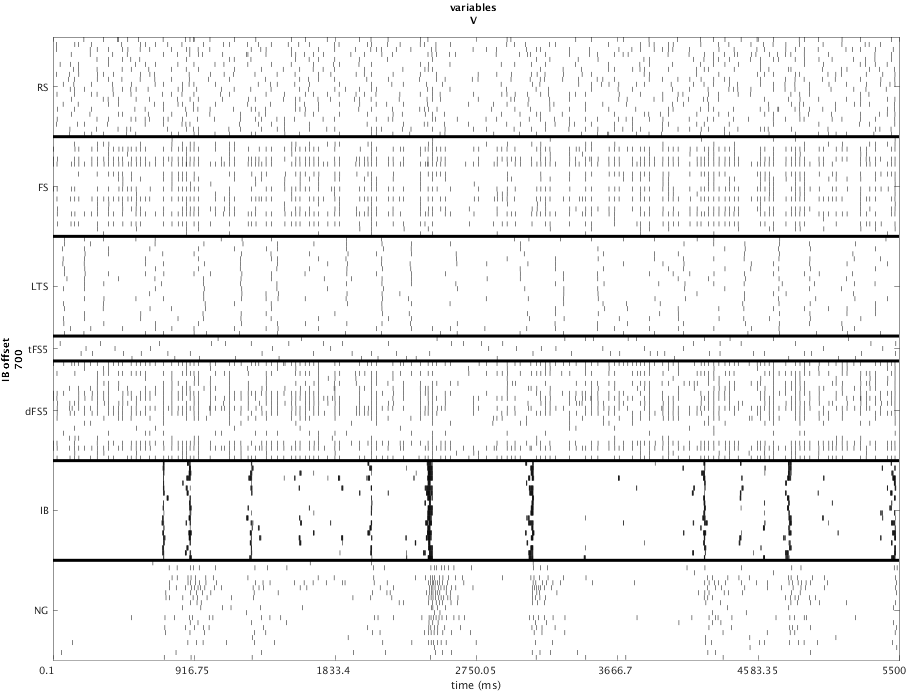 variables
V
RS
FS
LTS
tFS5
dFS5
IB
NG
IB offset
700
0.1
916.75
1833.4
2750.05
3666.7
4583.35
5500
time (ms)